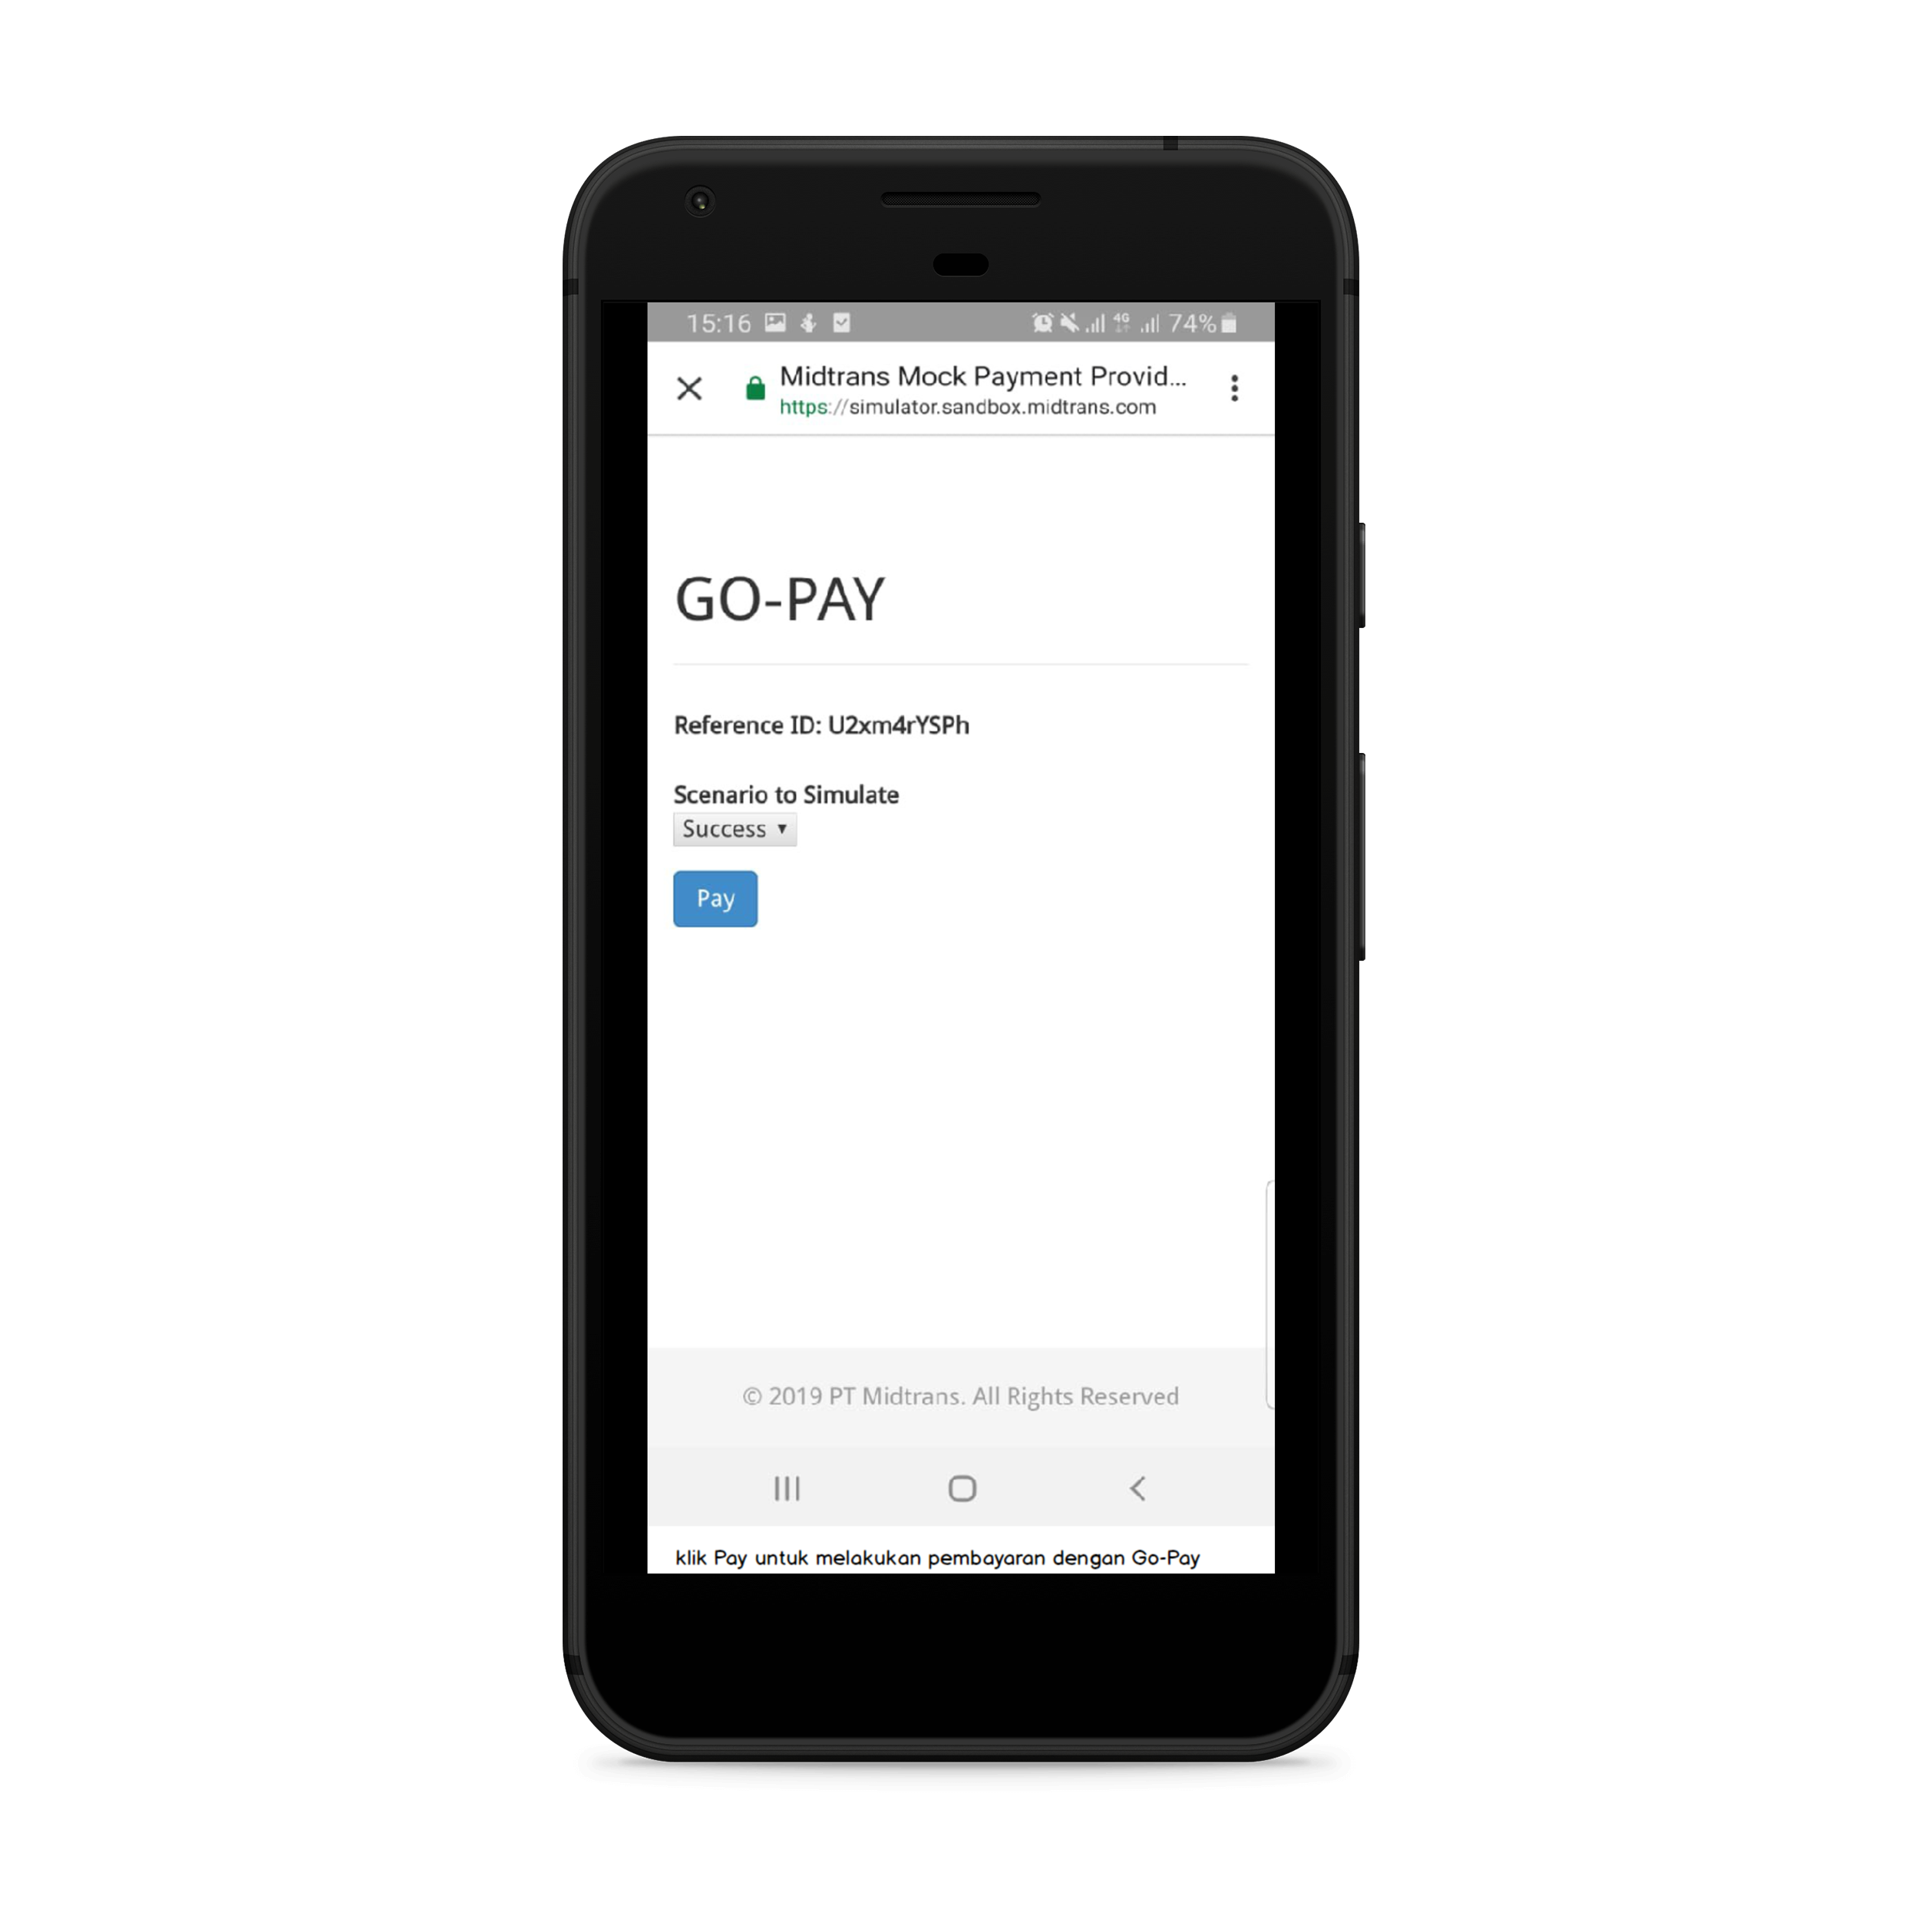 15:16 4G 74%
Midtrans Mock Payment Provid...
https://simulator.sandbox.midtrans.com
GO-PAY
Reference ID: U2xm4rYSPh
Scenario to Simulate
Success
Pay
© 2019 PT Midtrans. All Rights Reserved
klik Pay untuk melakukan pembayaran dengan Go-Pay